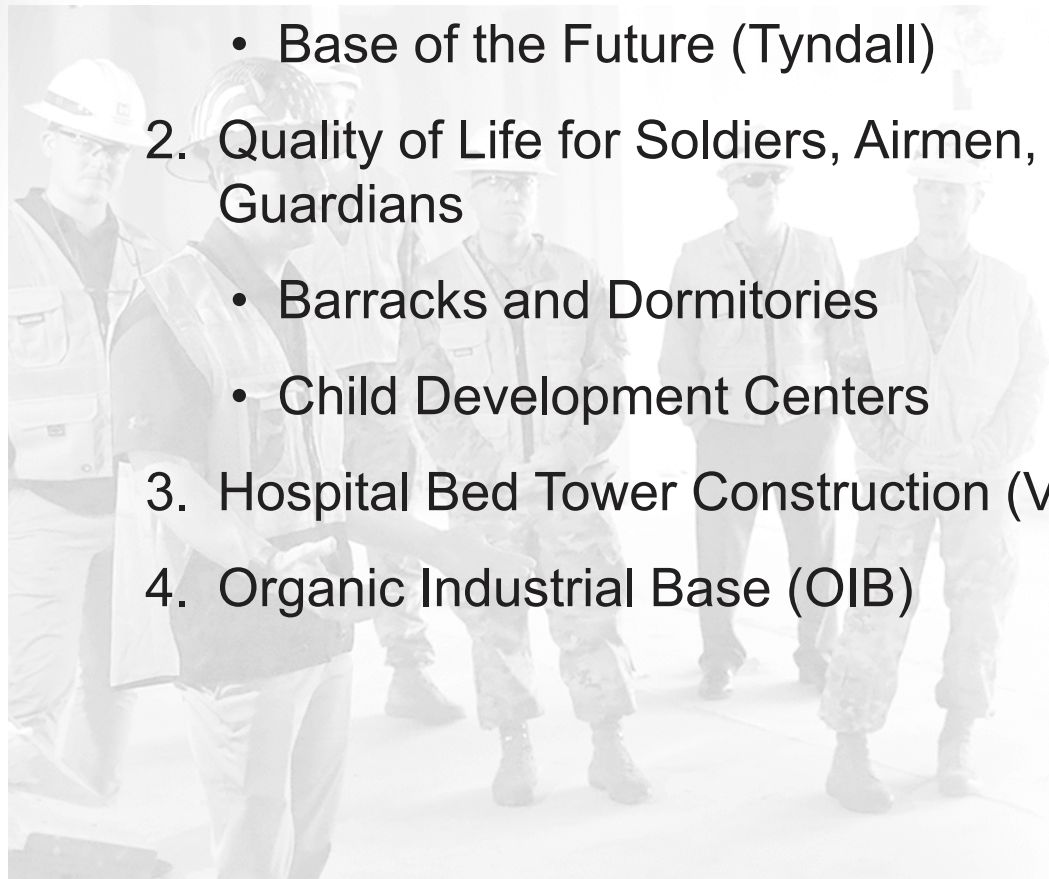 • Base of the Future (Tyndall)
2. Quality of Life for Soldiers, Airmen,
Guardians
• Barracks and Dormitories
• Child Development Centers
3. Hospital Bed Tower Construction (V
4. Organic Industrial Base (OIB)